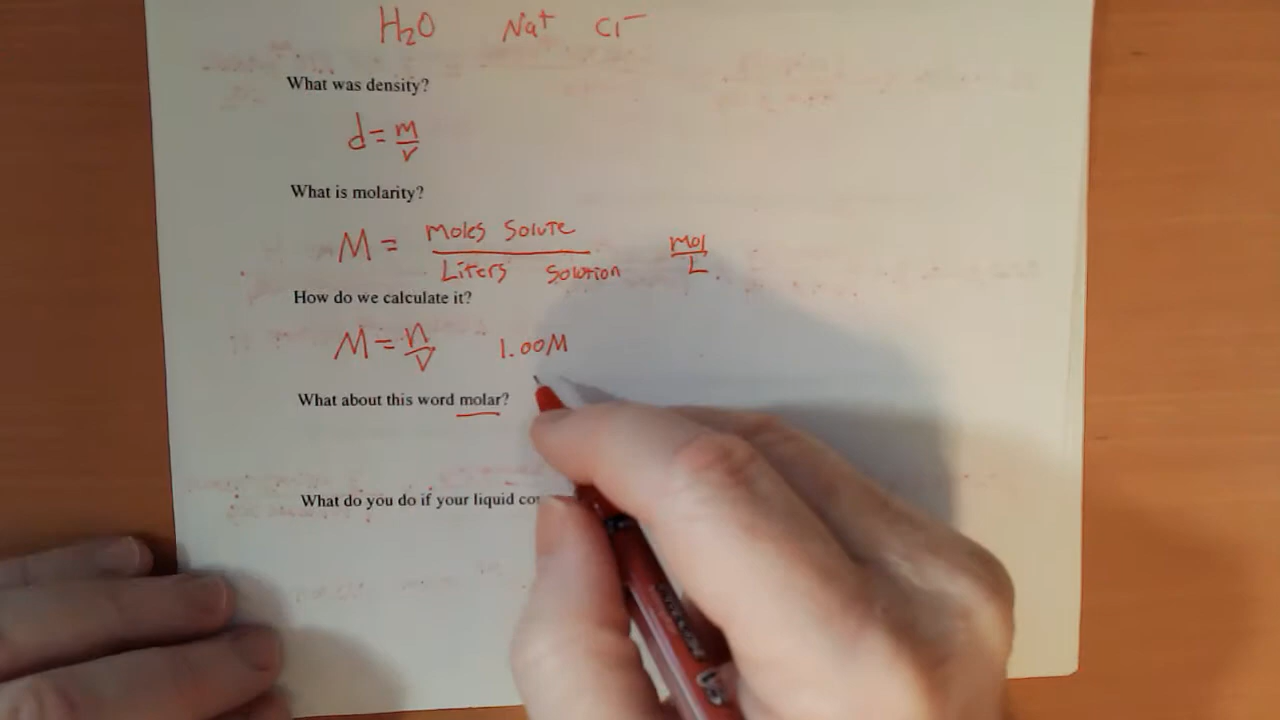 H₂O Na⁺ Cl⁻
What was density?
d = m/v
What is molarity?
M = Moles Solute / Liters Solution mol/L
How do we calculate it?
M = n/V 1.00M
What about this word molar?
What do you do if your liquid